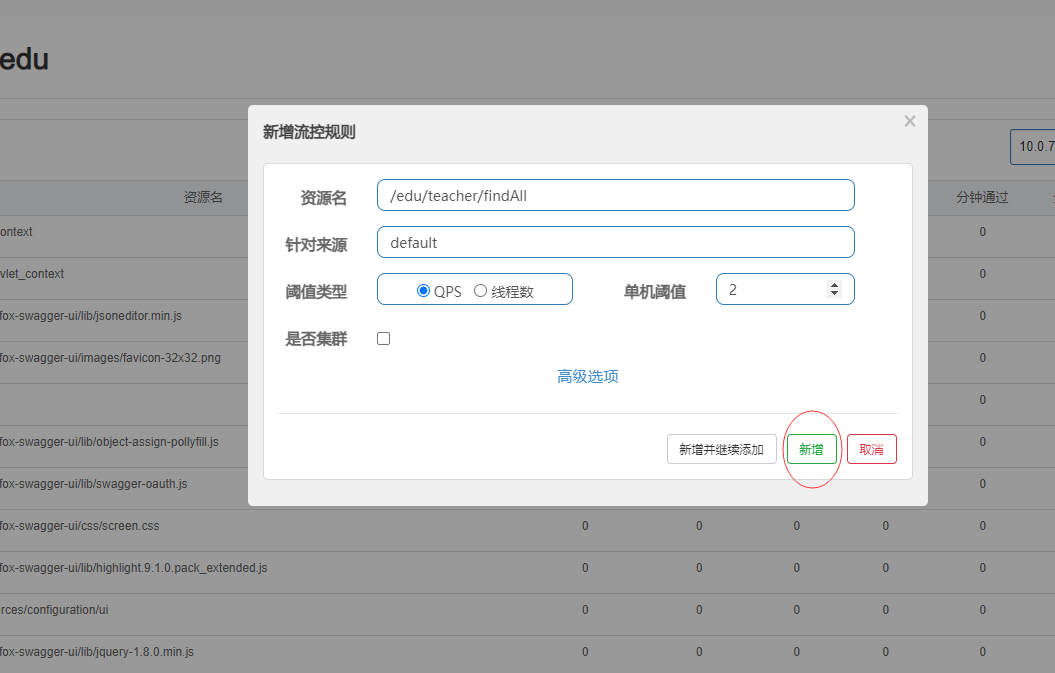 edu
新增流控规则
×
10.0.7
资源名
/edu/teacher/findAll
针对来源
default
阈值类型
QPS
线程数
单机阈值
2
是否集群
高级选项
新增并继续添加
新增
取消
资源名 分钟通过
ontext 0
vlet_context 0
fox-swagger-ui/lib/jsoneditor.min.js 0
fox-swagger-ui/images/favicon-32x32.png 0
0
fox-swagger-ui/lib/object-assign-pollyfill.js 0
fox-swagger-ui/lib/swagger-oauth.js 0
fox-swagger-ui/css/screen.css 0 0 0 0 0
fox-swagger-ui/lib/highlight.9.1.0.pack_extended.js 0 0 0 0 0
rces/configuration/ui 0 0 0 0 0
fox-swagger-ui/lib/jquery-1.8.0.min.js 0 0 0 0 0